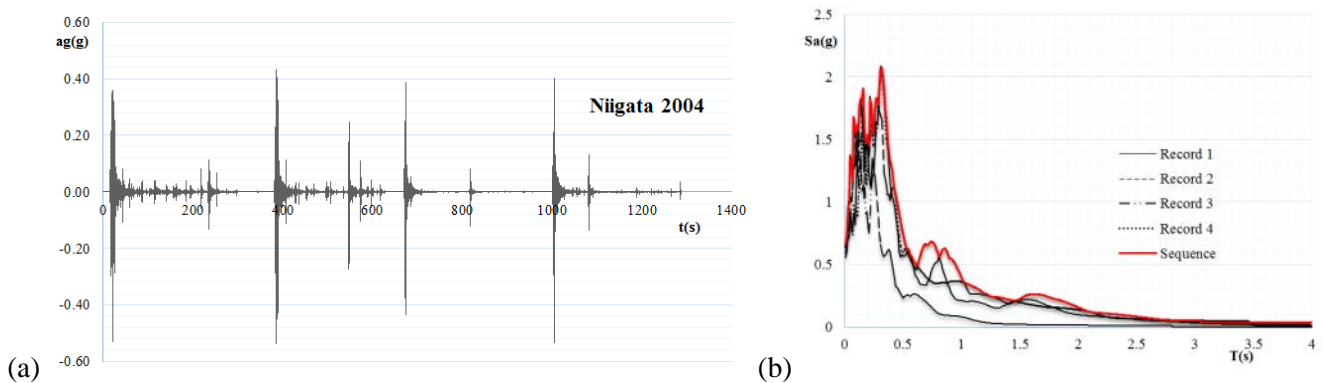 0.60
ag(g)
0.40
Niigata 2004
0.20
0.00
0 200 400 600 800 1000 1200 1400
t(s)
-0.20
-0.40
-0.60
(a)
2.5
Sa(g)
2
1.5
Record 1
Record 2
1
Record 3
Record 4
0.5
Sequence
0
0 0.5 1 1.5 2 2.5 3 3.5 4
T(s)
(b)